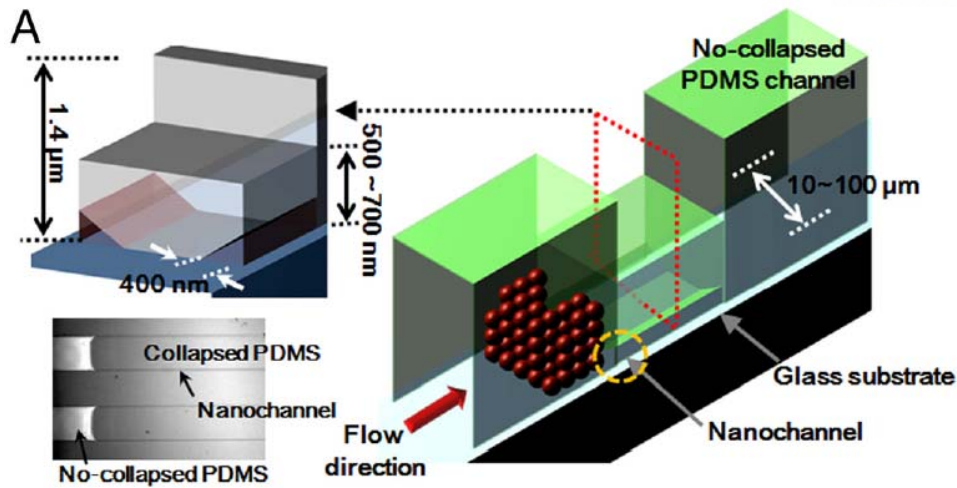 A
No-collapsed
PDMS channel
1.4 μm
500 ~700 nm
10~100 μm
400 nm
Collapsed PDMS
Nanochannel
No-collapsed PDMS
Glass substrate
Nanochannel
Flow
direction